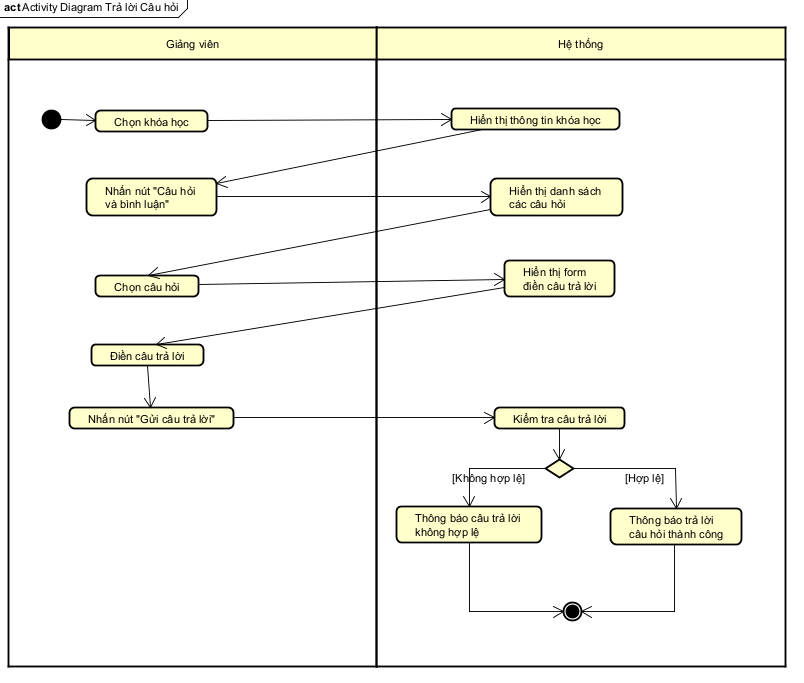 act Activity Diagram Trả lời Câu hỏi
Giảng viên
Hệ thống
Chọn khóa học
Hiển thị thông tin khóa học
Nhấn nút "Câu hỏi
và bình luận"
Hiển thị danh sách
các câu hỏi
Chọn câu hỏi
Hiển thị form
điền câu trả lời
Điền câu trả lời
Nhấn nút "Gửi câu trả lời"
Kiểm tra câu trả lời
[Không hợp lệ]
[Hợp lệ]
Thông báo câu trả lời
không hợp lệ
Thông báo trả lời
câu hỏi thành công